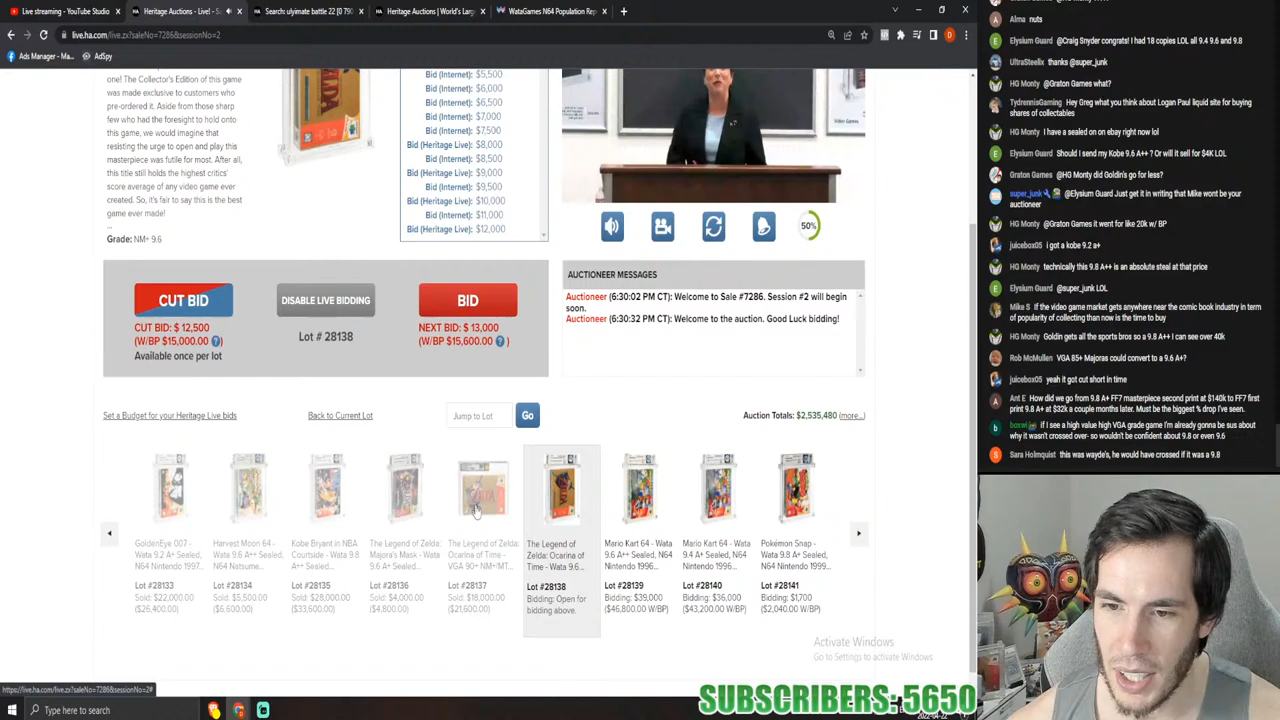 Live streaming - YouTube Studio
Heritage Auctions - Live! - S
Search: ulyimate battle 22 [0 790
Heritage Auctions | World's Larg
WataGames N64 Population Rep
live.ha.com/live.zx?saleNo=7286&sessionNo=2
Ads Manager - Ma...
AdSpy
one! The Collector's Edition of this game
was made exclusive to customers who
pre-ordered it. Aside from those sharp
few who had the foresight to hold onto
this game, we would imagine that
resisting the urge to open and play this
masterpiece was futile for most. After all,
this title still holds the highest critics'
score average of any video game ever
created. So, it's fair to say this is the best
game ever made!
...
Grade: NM+ 9.6
Bid (Internet): $5,500
Bid (Internet): $6,000
Bid (Internet): $6,500
Bid (Internet): $7,000
Bid (Internet): $7,500
Bid (Heritage Live): $8,000
Bid (Internet): $8,500
Bid (Heritage Live): $9,000
Bid (Internet): $9,500
Bid (Heritage Live): $10,000
Bid (Internet): $11,000
Bid (Heritage Live): $12,000
50%
CUT BID
CUT BID: $ 12,500
(W/BP $15,000.00)
Available once per lot
DISABLE LIVE BIDDING
Lot # 28138
BID
NEXT BID: $ 13,000
(W/BP $15,600.00)
AUCTIONEER MESSAGES
Auctioneer (6:30:02 PM CT): Welcome to Sale #7286. Session #2 will begin
soon.
Auctioneer (6:30:32 PM CT): Welcome to the auction. Good Luck bidding!
Set a Budget for your Heritage Live bids
Back to Current Lot
Jump to Lot
Go
Auction Totals: $2,535,480 (more...)
GoldenEye 007 -
Wata 9.2 A+ Sealed,
N64 Nintendo 1997...
Lot #28133
Sold: $22,000
($26,400)
Harvest Moon 64 -
Wata 9.6 A+ Sealed,
N64 Natsume...
Lot #28134
Sold: $5,500
($6,600)
Kobe Bryant in NBA
Courtside - Wata 9.8
A++ Sealed...
Lot #28135
Sold: $28,000
($33,600)
The Legend of Zelda:
Majora's Mask - Wata
9.6 A+ Sealed...
Lot #28136
Sold: $4,000
($4,800)
The Legend of Zelda:
Ocarina of Time -
VGA 90+ NM+/MT...
Lot #28137
Sold: $18,000
($21,600)
The Legend of
Zelda: Ocarina of
Time - Wata 9.6...
Lot #28138
Bidding: Open for
bidding above.
Mario Kart 64 - Wata
9.6 A++ Sealed, N64
Nintendo 1996...
Lot #28139
Bidding: $39,000
($46,800 W/BP)
Mario Kart 64 - Wata
9.4 A+ Sealed, N64
Nintendo 1996...
Lot #28140
Bidding: $36,000
($43,200 W/BP)
Pokémon Snap -
Wata 9.8 A+ Sealed,
N64 Nintendo 1999...
Lot #28141
Bidding: $1,700
($2,040 W/BP)
Activate Windows
Go to Settings to activate Windows
https://live.ha.com/live.zx?saleNo=7286&sessionNo=2#
Type here to search
SUBSCRIBERS: 5650
Alma nuts
Elysium Guard @Craig Snyder congrats! I had 18 copies LOL all 9.4 9.6 and 9.8
UltraSteelix thanks @super_junk
HG Monty @Graton Games what?
TydrennisGaming Hey Greg what you think about Logan Paul liquid site for buying
shares of collectables
HG Monty I have a sealed on ebay right now lol
Elysium Guard Should I send my Kobe 9.6 A++ ? Or will it sell for $4K LOL
Graton Games @HG Monty did Goldin's go for less?
super_junk @Elysium Guard Just get it in writing that Mike wont be your
auctioneer
HG Monty @Graton Games it went for like 20k w/ BP
juicebox05 i got a kobe 9.2 a+
HG Monty technically this 9.8 A++ is an absolute steal at that price
Elysium Guard @super_junk LOL
Mike S If the video game market gets anywhere near the comic book industry in
term of popularity of collecting than now is the time to buy
HG Monty Goldin gets all the sports bros so a 9.8 A++ I can see over 40k
Rob McMullen VGA 85+ Majoras could convert to a 9.6 A+?
juicebox05 yeah it got cut short in time
Ant E How did we go from 9.8 A+ FF7 masterpiece second print at $140k to FF7 first
print 9.8 A+ at $32k a couple months later. Must be the biggest % drop I've seen.
boxwi If I see a high value high VGA grade game I'm already gonna be sus about
why it wasn't crossed over- so wouldn't be confident about 9.8 or even 9.6
Sara Holmquist this was wayde's, he would have crossed if it was a 9.8